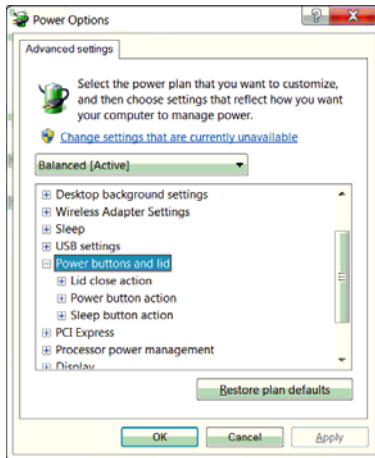 Power Options
Advanced settings
Select the power plan that you want to customize,
and then choose settings that reflect how you want
your computer to manage power.
Change settings that are currently unavailable
Balanced [Active]
Desktop background settings
Wireless Adapter Settings
Sleep
USB settings
Power buttons and lid
Lid close action
Power button action
Sleep button action
PCI Express
Processor power management
Display
Restore plan defaults
OK Cancel Apply